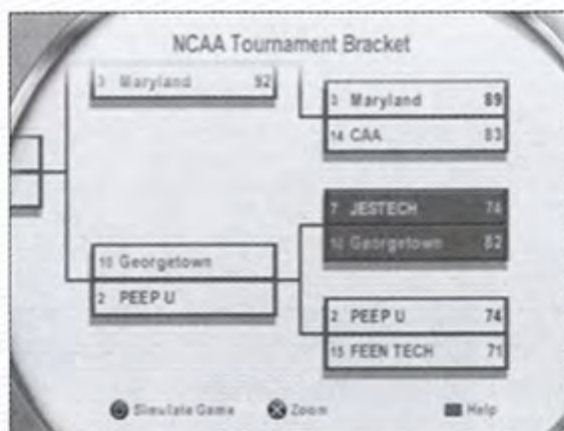 NCAA Tournament Bracket
3 Maryland 92
3 Maryland 89
14 CAA 83
7 JESTECH 74
10 Georgetown 82
10 Georgetown
2 PEEP U
2 PEEP U 74
15 FEEN TECH 71
Simulate Game Zoom Help